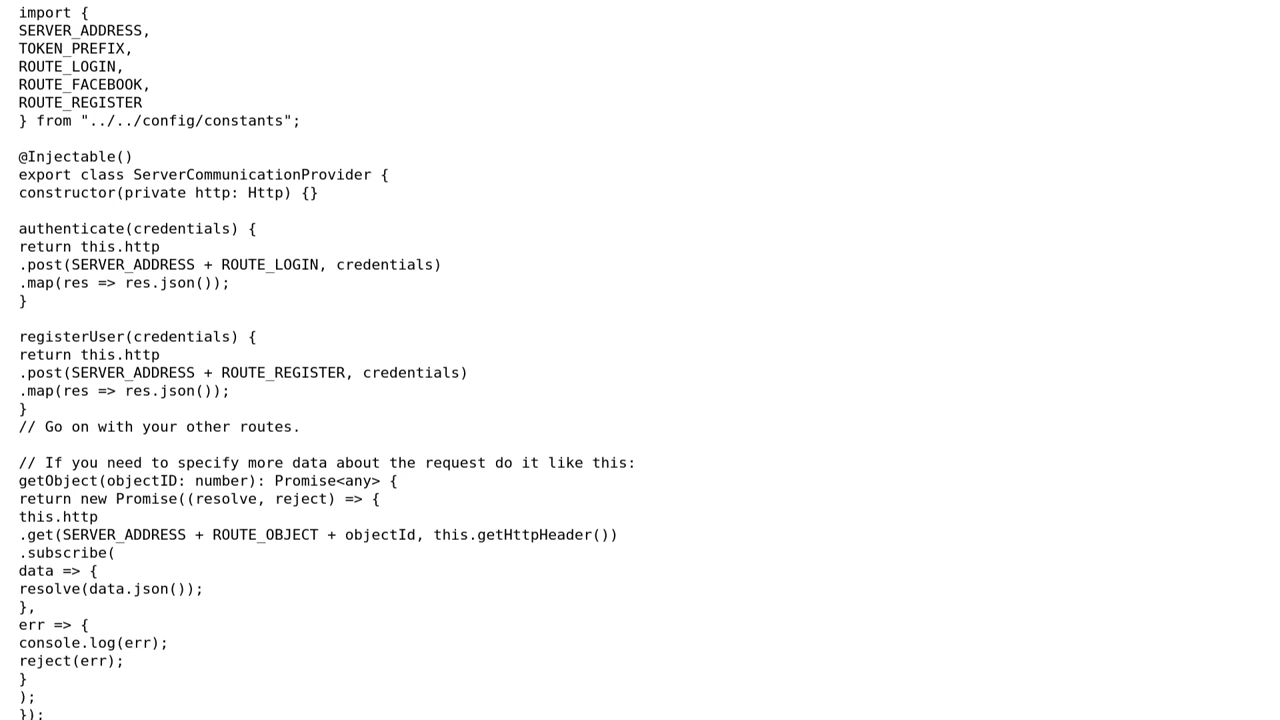 import {
SERVER_ADDRESS,
TOKEN_PREFIX,
ROUTE_LOGIN,
ROUTE_FACEBOOK,
ROUTE_REGISTER
} from "../../config/constants";
@Injectable()
export class ServerCommunicationProvider {
constructor(private http: Http) {}
authenticate(credentials) {
return this.http
.post(SERVER_ADDRESS + ROUTE_LOGIN, credentials)
.map(res => res.json());
}
registerUser(credentials) {
return this.http
.post(SERVER_ADDRESS + ROUTE_REGISTER, credentials)
.map(res => res.json());
}
// Go on with your other routes.
// If you need to specify more data about the request do it like this:
getObject(objectID: number): Promise<any> {
return new Promise((resolve, reject) => {
this.http
.get(SERVER_ADDRESS + ROUTE_OBJECT + objectId, this.getHttpHeader())
.subscribe(
data => {
resolve(data.json());
},
err => {
console.log(err);
reject(err);
}
);
});